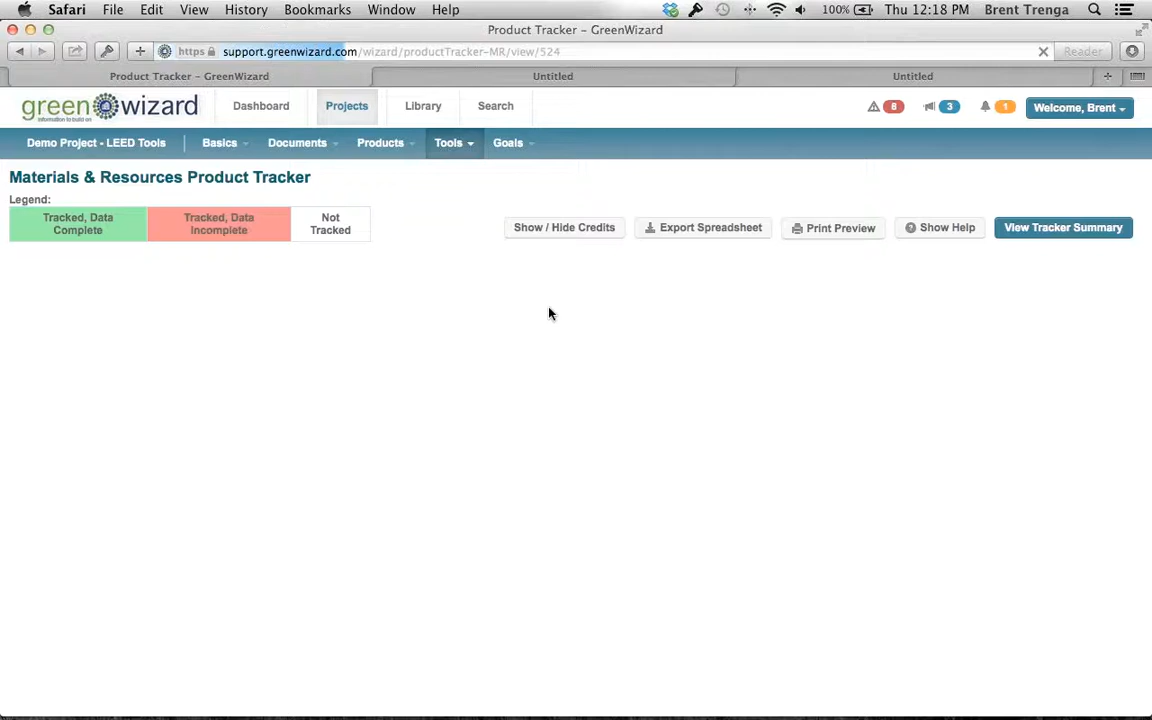 Safari File Edit View History Bookmarks Window Help 100% Thu 12:18 PM Brent Trenga
Product Tracker – GreenWizard
https support.greenwizard.com/wizard/productTracker-MR/view/524 Reader
Product Tracker – GreenWizard Untitled Untitled
green wizard Dashboard Projects Library Search 8 3 1 Welcome, Brent
information to build on
Demo Project - LEED Tools Basics Documents Products Tools Goals
Materials & Resources Product Tracker
Legend:
Tracked, Data Complete
Tracked, Data Incomplete
Not Tracked
Show / Hide Credits Export Spreadsheet Print Preview Show Help View Tracker Summary